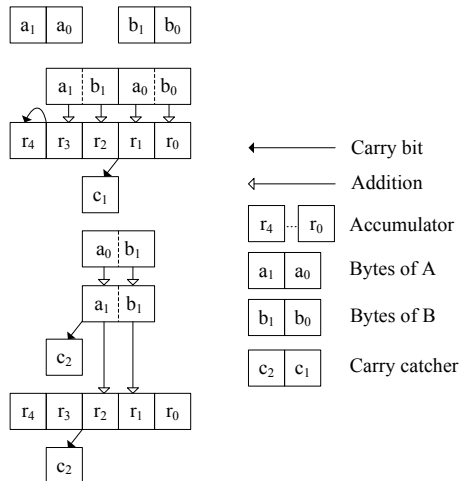 a1 a0 b1 b0
a1 b1 a0 b0
r4 r3 r2 r1 r0
c1
a0 b1
a1 b1
c2
r4 r3 r2 r1 r0
c2
Carry bit
Addition
r4 ... r0 Accumulator
a1 a0 Bytes of A
b1 b0 Bytes of B
c2 c1 Carry catcher